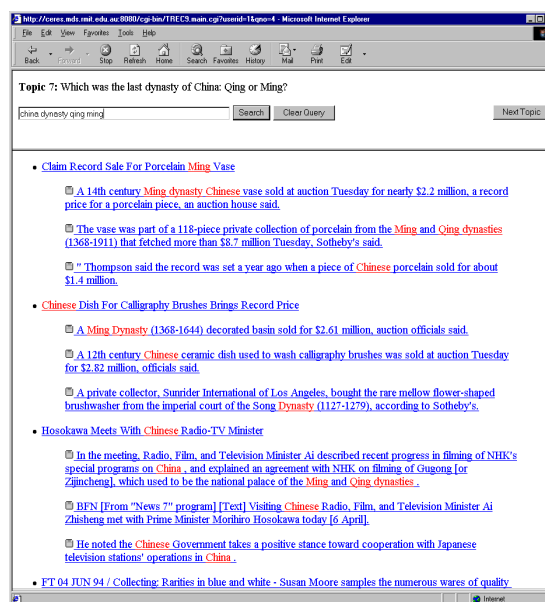 http://ceres.mds.rmit.edu.au:8080/cgi-bin/TREC9.main.cgi?userid=1&qno=4 - Microsoft Internet Explorer
File Edit View Favorites Tools Help
Back Forward Stop Refresh Home Search Favorites History Mail Print Edit
Topic 7: Which was the last dynasty of China: Qing or Ming?
china dynasty qing ming Search Clear Query Next Topic
• Claim Record Sale For Porcelain Ming Vase
A 14th century Ming dynasty Chinese vase sold at auction Tuesday for nearly $2.2 million, a record
price for a porcelain piece, an auction house said.
The vase was part of a 118-piece private collection of porcelain from the Ming and Qing dynasties
(1368-1911) that fetched more than $8.7 million Tuesday, Sotheby's said.
" Thompson said the record was set a year ago when a piece of Chinese porcelain sold for about
$1.4 million.
• Chinese Dish For Calligraphy Brushes Brings Record Price
A Ming Dynasty (1368-1644) decorated basin sold for $2.61 million, auction officials said.
A 12th century Chinese ceramic dish used to wash calligraphy brushes was sold at auction Tuesday
for $2.82 million, officials said.
A private collector, Sunrider International of Los Angeles, bought the rare mellow flower-shaped
brushwasher from the imperial court of the Song Dynasty (1127-1279), according to Sotheby's.
• Hosokawa Meets With Chinese Radio-TV Minister
In the meeting, Radio, Film, and Television Minister Ai described recent progress in filming of NHK's
special programs on China , and explained an agreement with NHK on filming of Gugong [or
Zijincheng], which used to be the national palace of the Ming and Qing dynasties .
BFN [From "News 7" program] [Text] Visiting Chinese Radio, Film, and Television Minister Ai
Zhisheng met with Prime Minister Morihiro Hosokawa today [6 April].
He noted the Chinese Government takes a positive stance toward cooperation with Japanese
television stations' operations in China .
• FT 04 JUN 94 / Collecting: Rarities in blue and white - Susan Moore samples the numerous wares of quality
Internet